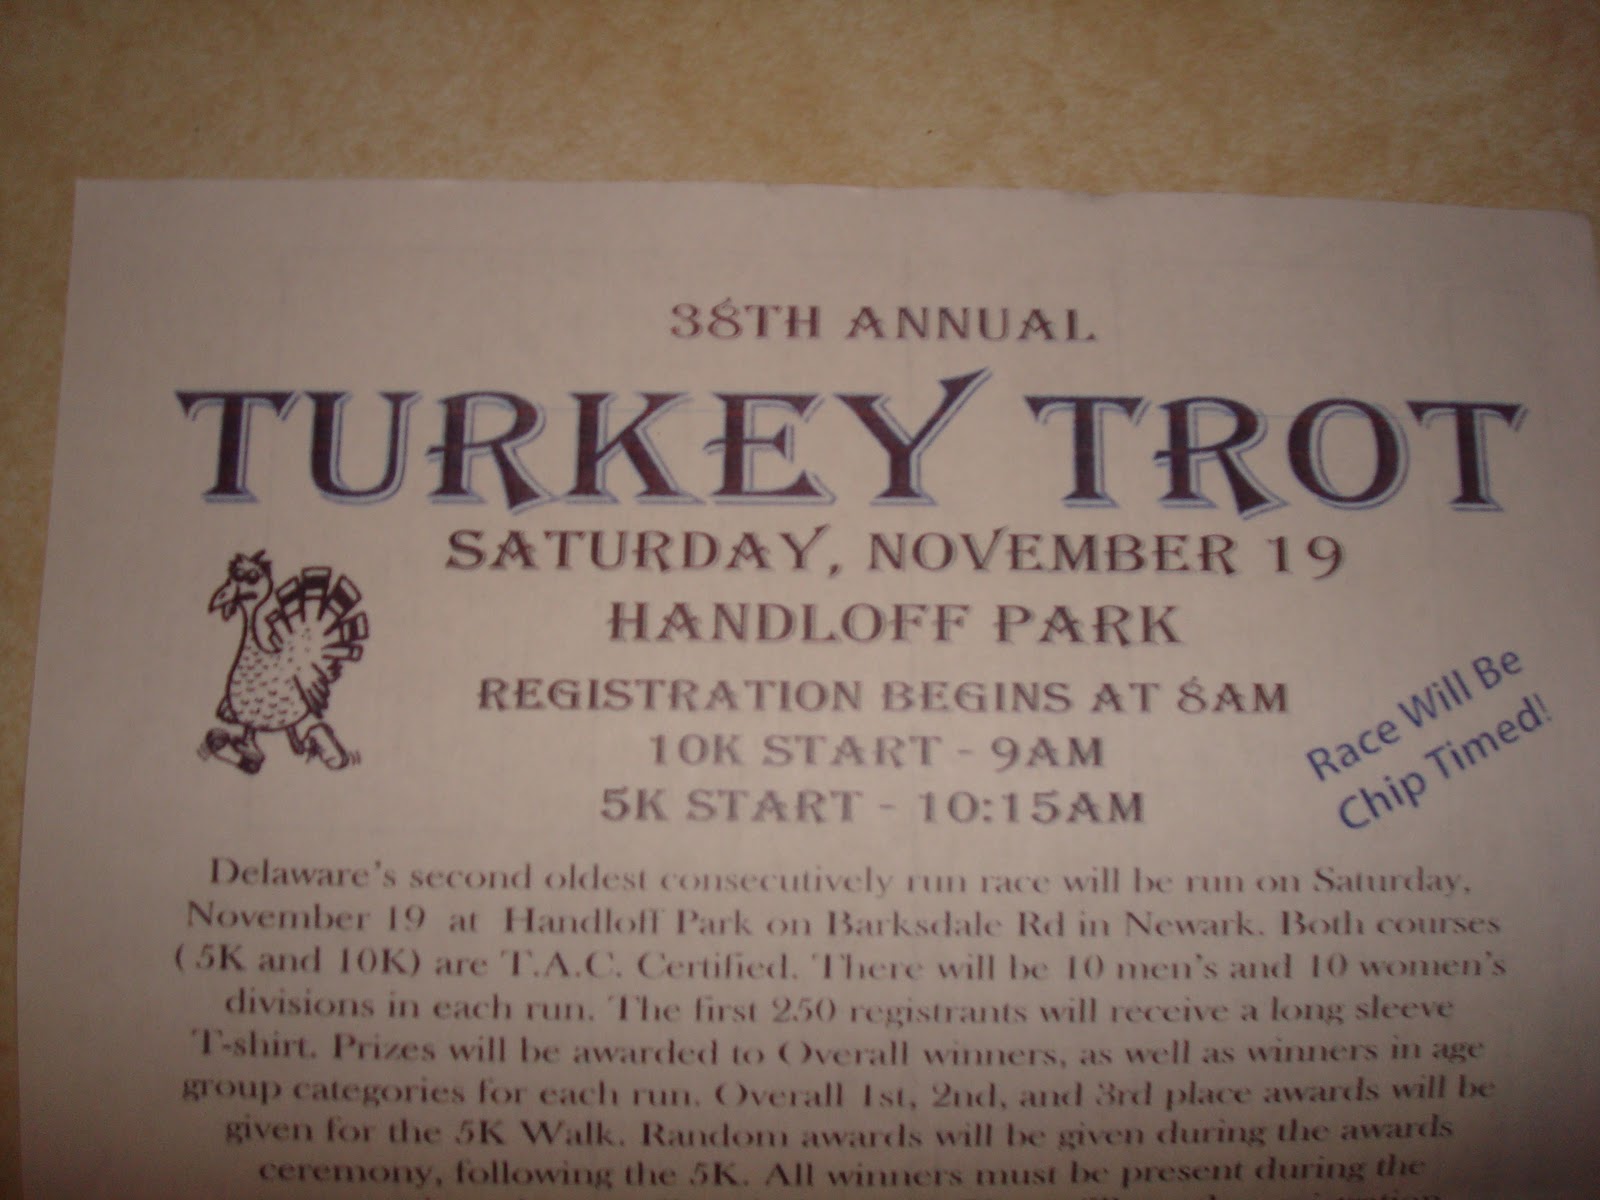 38TH ANNUAL
TURKEY TROT
SATURDAY, NOVEMBER 19
HANDLOFF PARK
REGISTRATION BEGINS AT 8AM
10K START - 9AM
5K START - 10:15AM
Race Will Be
Chip Timed!
Delaware's second oldest consecutively run race will be run on Saturday,
November 19 at Handloff Park on Barksdale Rd in Newark. Both courses
( 5K and 10K) are T.A.C. Certified. There will be 10 men's and 10 women's
divisions in each run. The first 250 registrants will receive a long sleeve
T-shirt. Prizes will be awarded to Overall winners, as well as winners in age
group categories for each run. Overall 1st, 2nd, and 3rd place awards will be
given for the 5K Walk. Random awards will be given during the awards
ceremony, following the 5K. All winners must be present during the